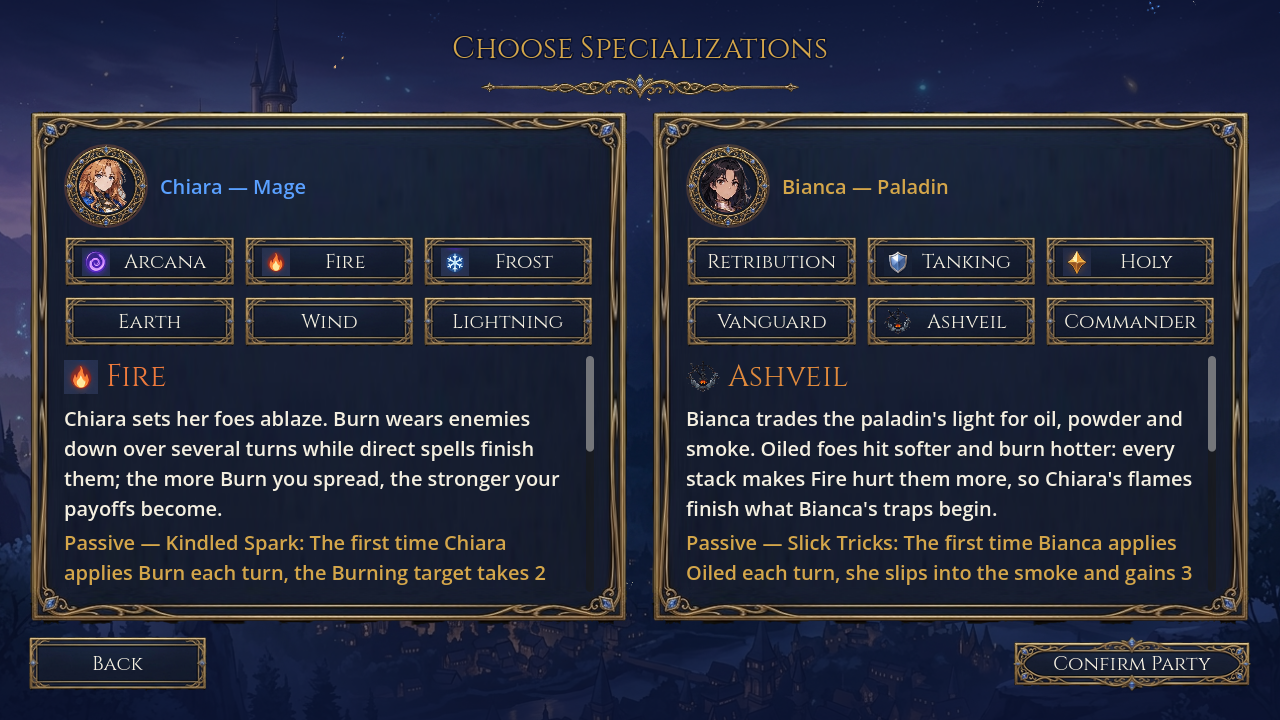 Choose Specializations
Chiara — Mage
Arcana
Fire
Frost
Earth
Wind
Lightning
Fire
Chiara sets her foes ablaze. Burn wears enemies
down over several turns while direct spells finish
them; the more Burn you spread, the stronger your
payoffs become.
Passive — Kindled Spark: The first time Chiara
applies Burn each turn, the Burning target takes 2
Bianca — Paladin
Retribution
Tanking
Holy
Vanguard
Ashveil
Commander
Ashveil
Bianca trades the paladin's light for oil, powder and
smoke. Oiled foes hit softer and burn hotter: every
stack makes Fire hurt them more, so Chiara's flames
finish what Bianca's traps begin.
Passive — Slick Tricks: The first time Bianca applies
Oiled each turn, she slips into the smoke and gains 3
Back
Confirm Party